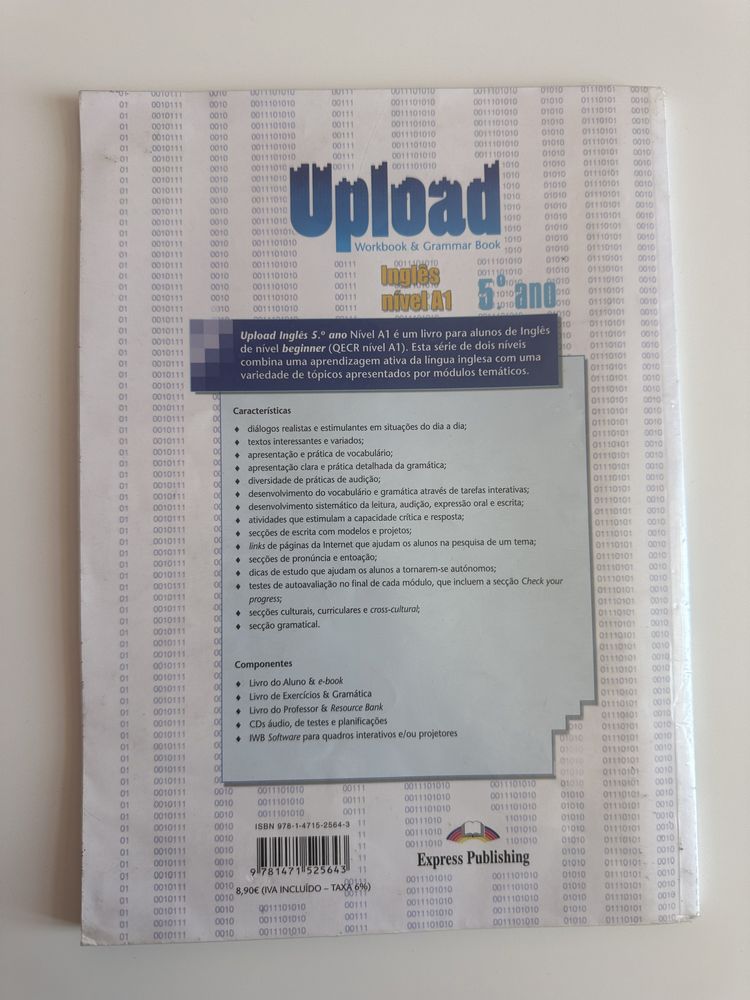 Upload
Workbook & Grammar Book
Inglês
nível A1
5º ano
Upload Inglês 5.º ano Nível A1 é um livro para alunos de Inglês
de nível beginner (QECR nível A1). Esta série de dois níveis
combina uma aprendizagem ativa da língua inglesa com uma
variedade de tópicos apresentados por módulos temáticos.
Características
♦ diálogos realistas e estimulantes em situações do dia a dia;
♦ textos interessantes e variados;
♦ apresentação e prática de vocabulário;
♦ apresentação clara e prática detalhada da gramática;
♦ diversidade de práticas de audição;
♦ desenvolvimento do vocabulário e gramática através de tarefas interativas;
♦ desenvolvimento sistemático da leitura, audição, expressão oral e escrita;
♦ atividades que estimulam a capacidade crítica e resposta;
♦ secções de escrita com modelos e projetos;
♦ links de páginas da Internet que ajudam os alunos na pesquisa de um tema;
♦ secções de pronúncia e entoação;
♦ dicas de estudo que ajudam os alunos a tornarem-se autónomos;
♦ testes de autoavaliação no final de cada módulo, que incluem a secção Check your
progress;
♦ secções culturais, curriculares e cross-cultural;
♦ secção gramatical.
Componentes
♦ Livro do Aluno & e-book
♦ Livro de Exercícios & Gramática
♦ Livro do Professor & Resource Bank
♦ CDs áudio, de testes e planificações
♦ IWB Software para quadros interativos e/ou projetores
ISBN 978-1-4715-2564-3
9 781471 525643
8,90€ (IVA INCLUÍDO – TAXA 6%)
Express Publishing